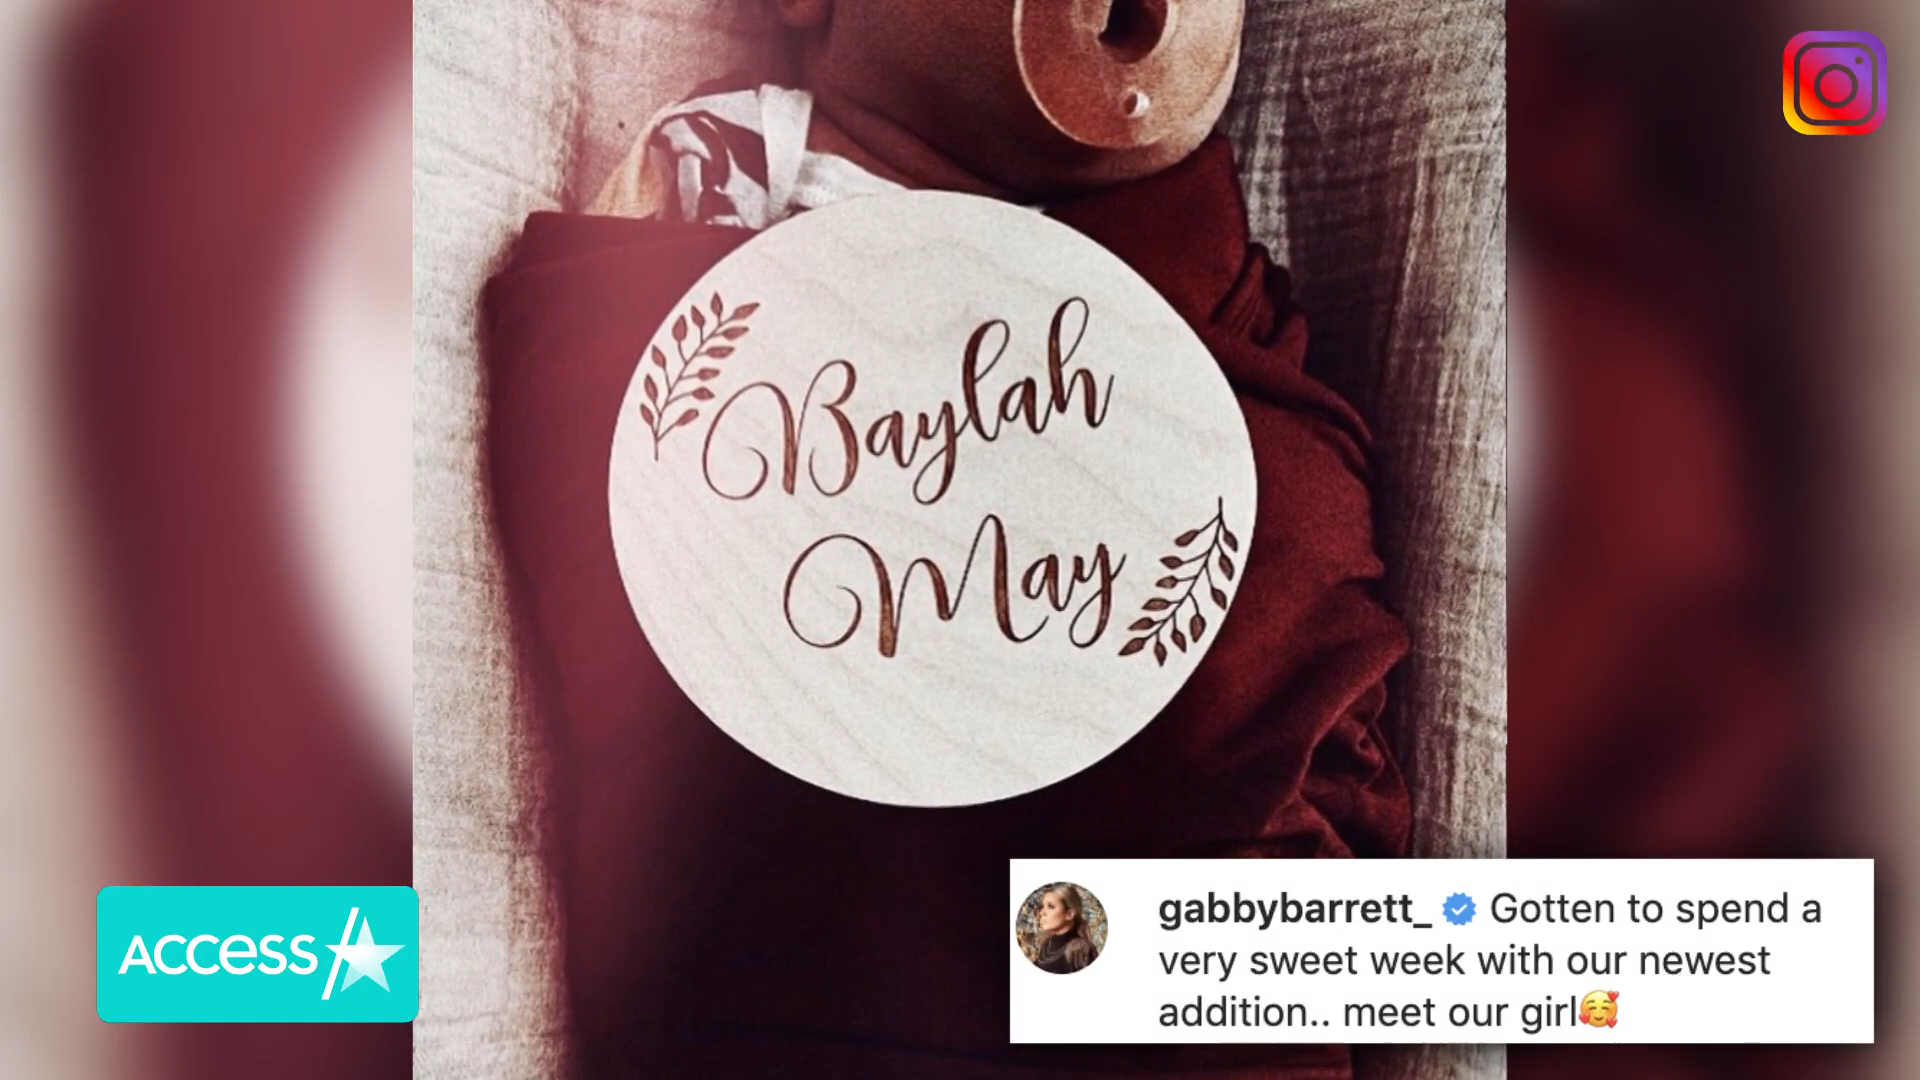 Baylah
May
ACCESS
gabbybarrett_ Gotten to spend a
very sweet week with our newest
addition.. meet our girl🥰